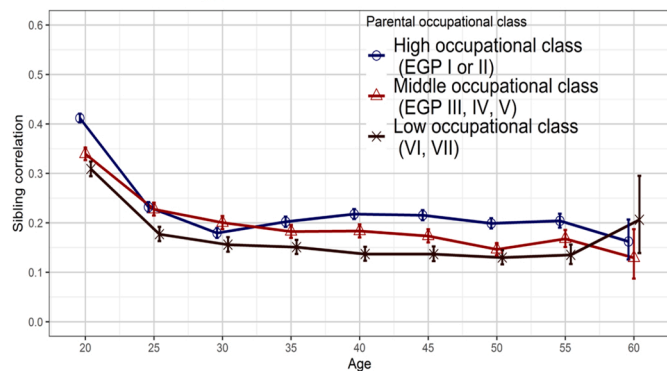 Parental occupational class
High occupational class
(EGP I or II)
Middle occupational class
(EGP III, IV, V)
Low occupational class
(VI, VII)
Sibling correlation
0.6
0.5
0.4
0.3
0.2
0.1
0.0
20 25 30 35 40 45 50 55 60
Age